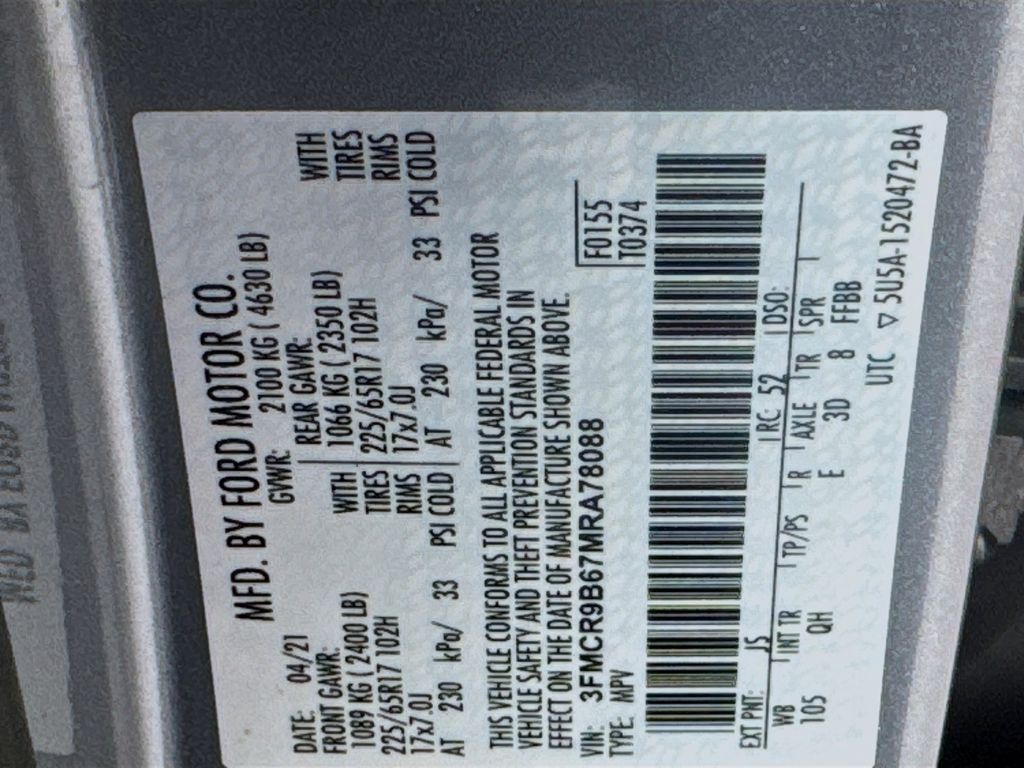 MFD. BY FORD MOTOR CO.
DATE: 04/21 GVWR: 2100 KG ( 4630 LB)
FRONT GAWR: REAR GAWR:
1089 KG ( 2400 LB) WITH 1066 KG ( 2350 LB) WITH
225/65R17 102H TIRES 225/65R17 102H TIRES
17x7.0J RIMS 17x7.0J RIMS
AT 230 kPa/ 33 PSI COLD AT 230 kPa/ 33 PSI COLD
THIS VEHICLE CONFORMS TO ALL APPLICABLE FEDERAL MOTOR
VEHICLE SAFETY AND THEFT PREVENTION STANDARDS IN
EFFECT ON THE DATE OF MANUFACTURE SHOWN ABOVE.
VIN: 3FMCR9B67MRA78088 F0155
TYPE: MPV T0374
EXT PNT: JS RC: 52 DSO:
WB INT TR TP/PS R AXLE TR SPR
105 QH E 3D 8 FFBB
UTC ▽ 5U5A-1520472-BA